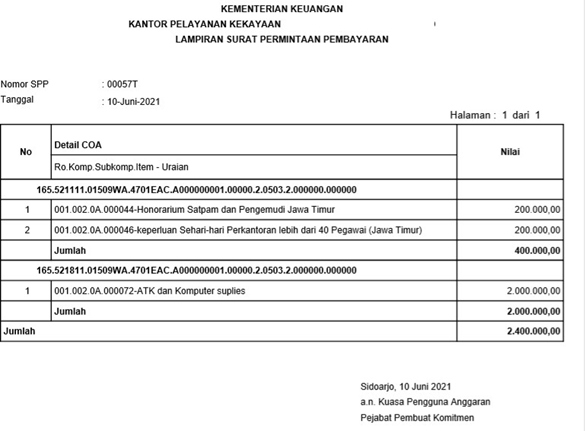 KEMENTERIAN KEUANGAN
KANTOR PELAYANAN KEKAYAAN
LAMPIRAN SURAT PERMINTAAN PEMBAYARAN
Nomor SPP : 00057T
Tanggal : 10-Juni-2021
Halaman : 1 dari 1
No Detail COA Nilai
Ro.Komp.Subkomp.Item - Uraian
165.521111.01509WA.4701EAC.A000000001.00000.2.0503.2.000000.000000
1 001.002.0A.000044-Honorarium Satpam dan Pengemudi Jawa Timur 200.000,00
2 001.002.0A.000046-keperluan Sehari-hari Perkantoran lebih dari 40 Pegawai (Jawa Timur) 200.000,00
Jumlah 400.000,00
165.521811.01509WA.4701EAC.A000000001.00000.2.0503.2.000000.000000
1 001.002.0A.000072-ATK dan Komputer suplies 2.000.000,00
Jumlah 2.000.000,00
Jumlah 2.400.000,00
Sidoarjo, 10 Juni 2021
a.n. Kuasa Pengguna Anggaran
Pejabat Pembuat Komitmen